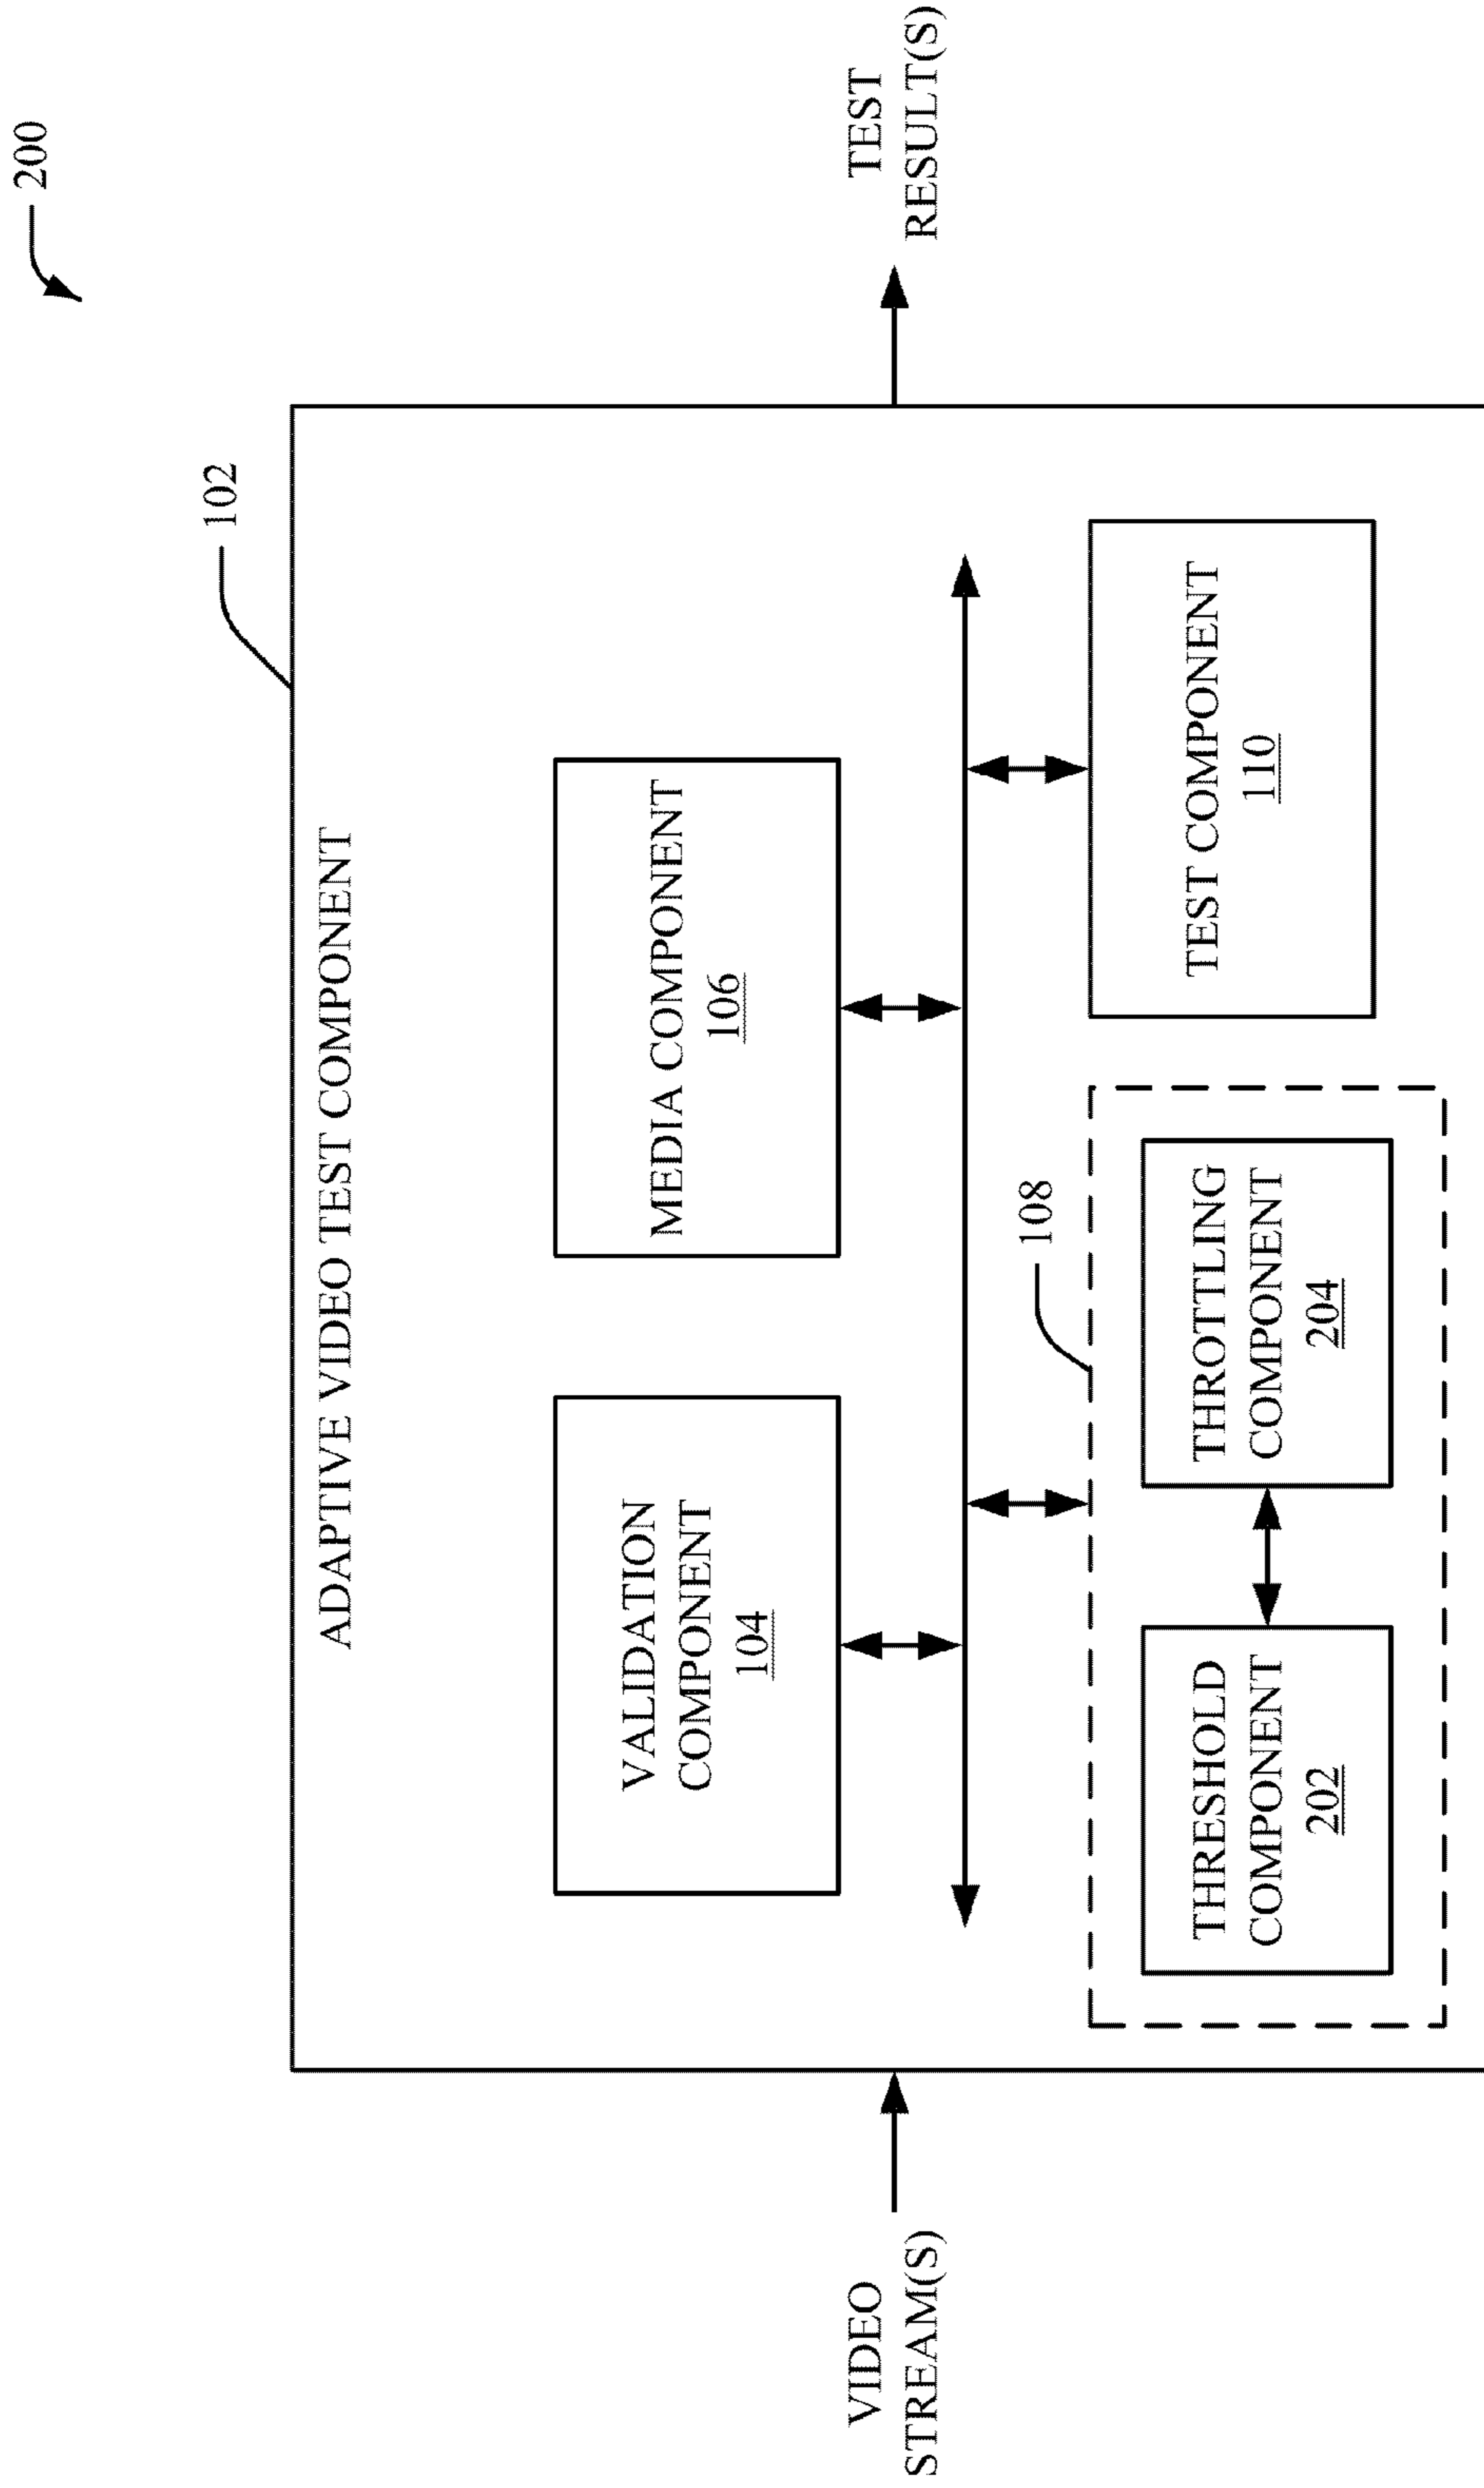 200
102
ADAPTIVE VIDEO TEST COMPONENT
VALIDATION
COMPONENT
104
MEDIA COMPONENT
106
VIDEO
STREAM(S)
TEST
RESULT(S)
108
THRESHOLD
COMPONENT
202
THROTTLING
COMPONENT
204
TEST COMPONENT
110